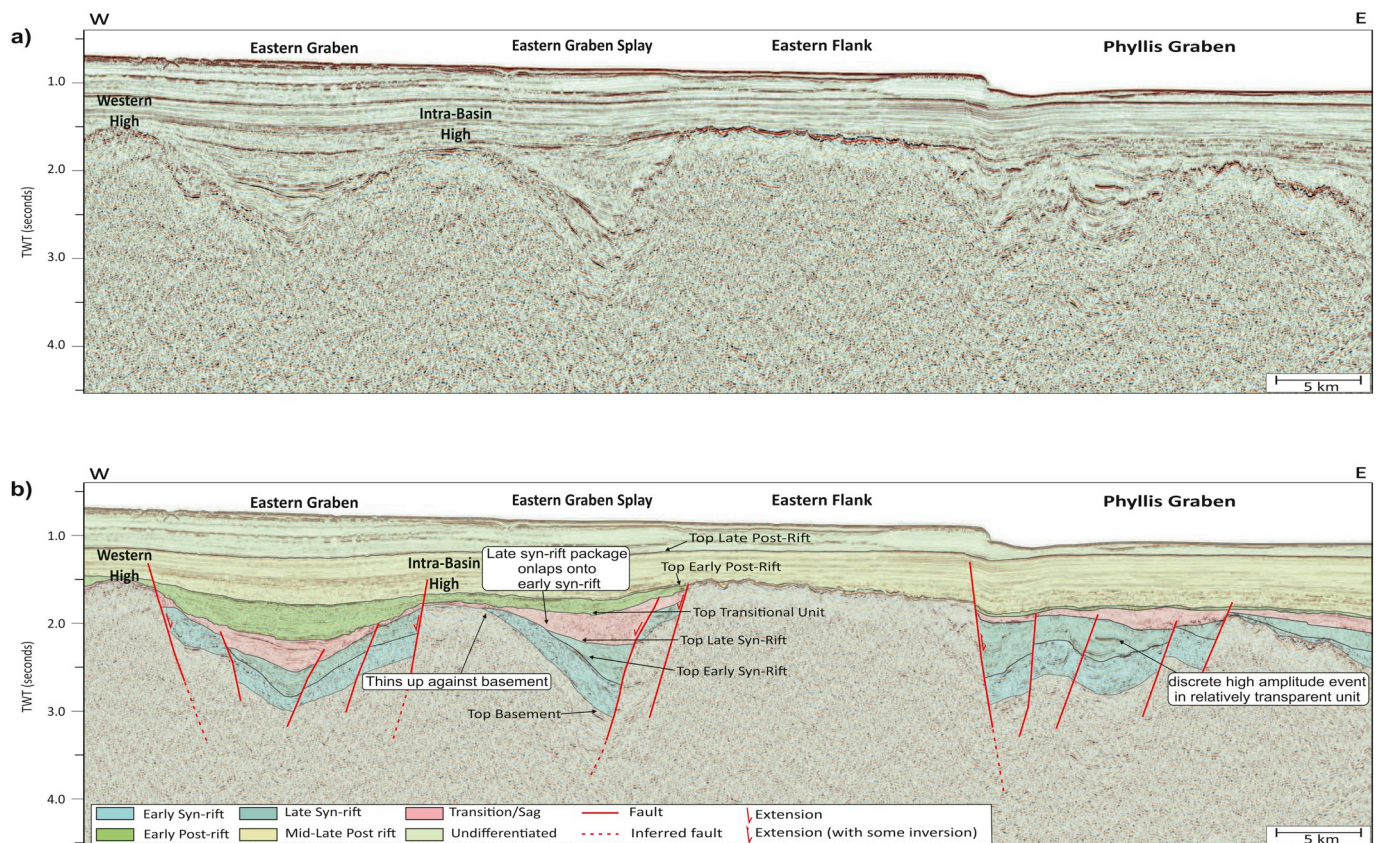 W
E
a)
Eastern Graben
Eastern Graben Splay
Eastern Flank
Phyllis Graben
1.0
Western
High
Intra-Basin
High
2.0
TWT (seconds)
3.0
4.0
5 km
W
E
b)
Eastern Graben
Eastern Graben Splay
Eastern Flank
Phyllis Graben
1.0
Top Late Post-Rift
Western
High
Intra-Basin
High
Late syn-rift package
onlaps onto
early syn-rift
Top Early Post-Rift
2.0
Top Transitional Unit
Top Late Syn-Rift
TWT (seconds)
Top Early Syn-Rift
Thins up against basement
discrete high amplitude event
in relatively transparent unit
3.0
Top Basement
4.0
Early Syn-rift
Late Syn-rift
Transition/Sag
Fault
Extension
Early Post-rift
Mid-Late Post rift
Undifferentiated
Inferred fault
Extension (with some inversion)
5 km